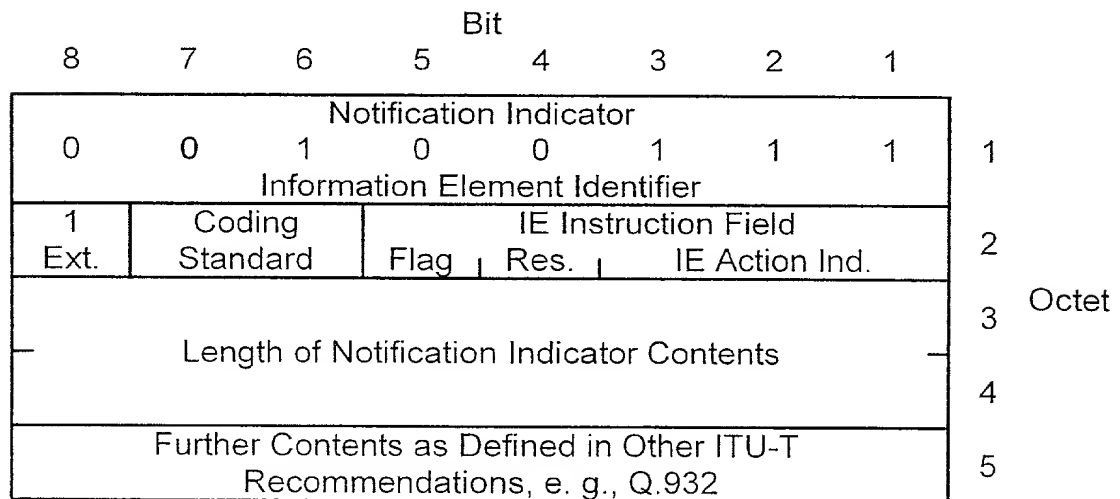 Bit
8 7 6 5 4 3 2 1
Notification Indicator
0 0 1 0 0 1 1 1 1
Information Element Identifier
1 Coding IE Instruction Field 2
Ext. Standard Flag Res. IE Action Ind.
3 Octet
Length of Notification Indicator Contents
4
Further Contents as Defined in Other ITU-T
Recommendations, e. g., Q.932 5